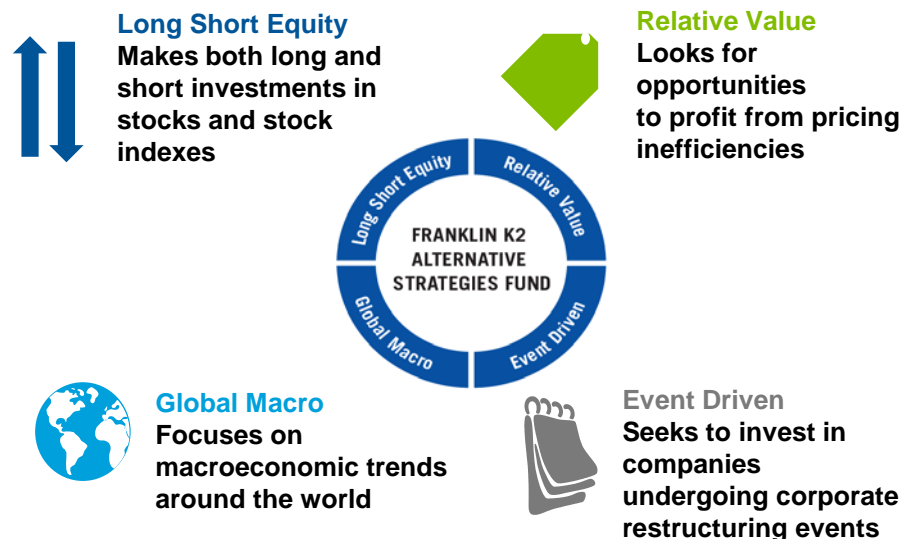 Long Short Equity
Makes both long and
short investments in
stocks and stock
indexes
Relative Value
Looks for
opportunities
to profit from pricing
inefficiencies
Long Short Equity
Relative Value
FRANKLIN K2
ALTERNATIVE
STRATEGIES FUND
Global Macro
Event Driven
Global Macro
Focuses on
macroeconomic trends
around the world
Event Driven
Seeks to invest in
companies
undergoing corporate
restructuring events